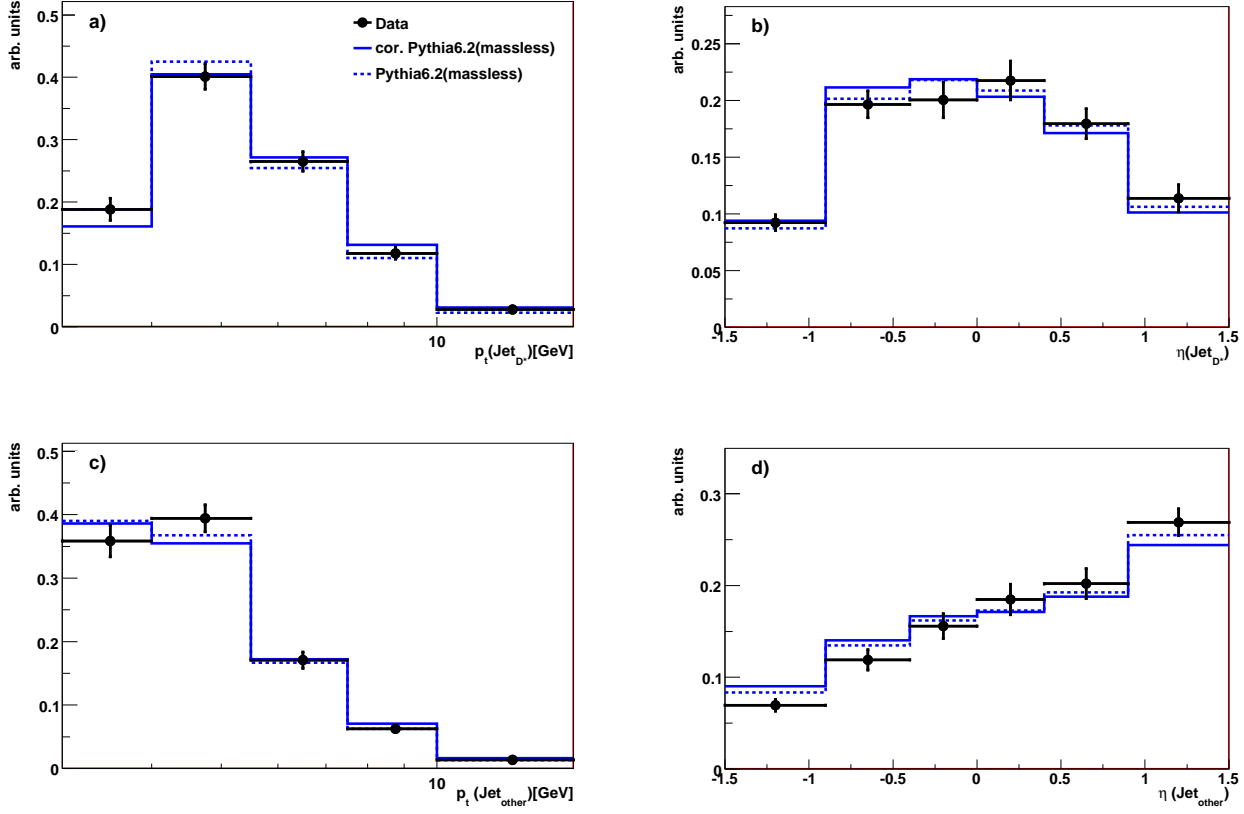 arb. units
a)
Data
cor. Pythia6.2(massless)
Pythia6.2(massless)
0.5
0.4
0.3
0.2
0.1
0
10
p_t(Jet_D*)[GeV]
arb. units
b)
0.25
0.2
0.15
0.1
0.05
0
-1.5 -1 -0.5 0 0.5 1 1.5
η(Jet_D*)
arb. units
c)
0.5
0.4
0.3
0.2
0.1
0
10
p_t (Jet_other)[GeV]
arb. units
d)
0.3
0.2
0.1
0
-1.5 -1 -0.5 0 0.5 1 1.5
η (Jet_other)